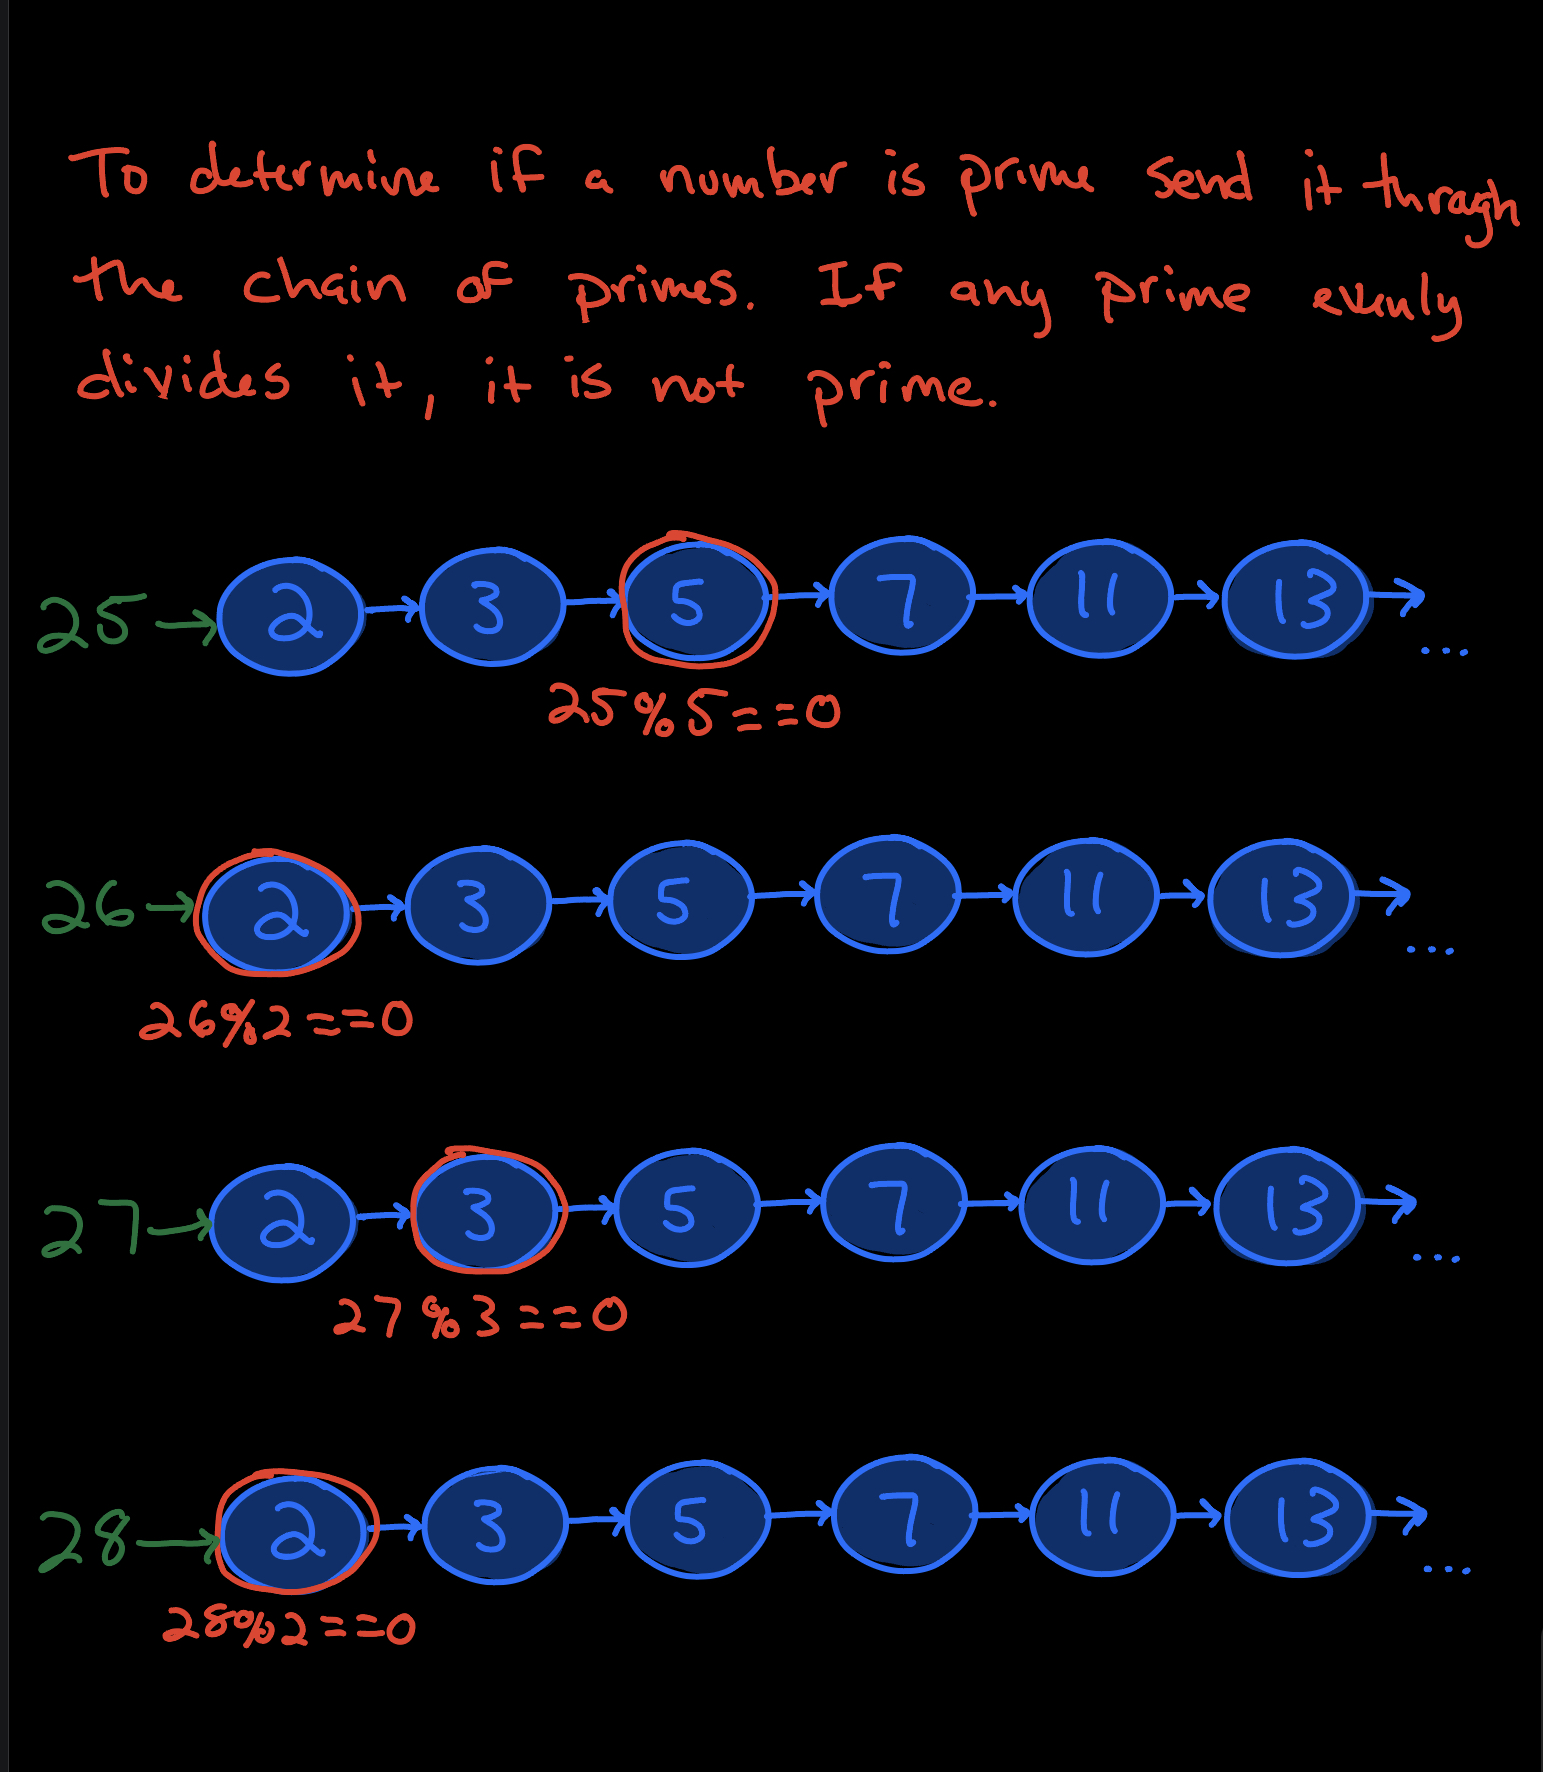 To determine if a number is prime send it through
the chain of primes. If any prime evenly
divides it, it is not prime.
25 → 2 → 3 → 5 → 7 → 11 → 13 → ...
25%5==0
26 → 2 → 3 → 5 → 7 → 11 → 13 → ...
26%2==0
27 → 2 → 3 → 5 → 7 → 11 → 13 → ...
27%3==0
28 → 2 → 3 → 5 → 7 → 11 → 13 → ...
28%2==0